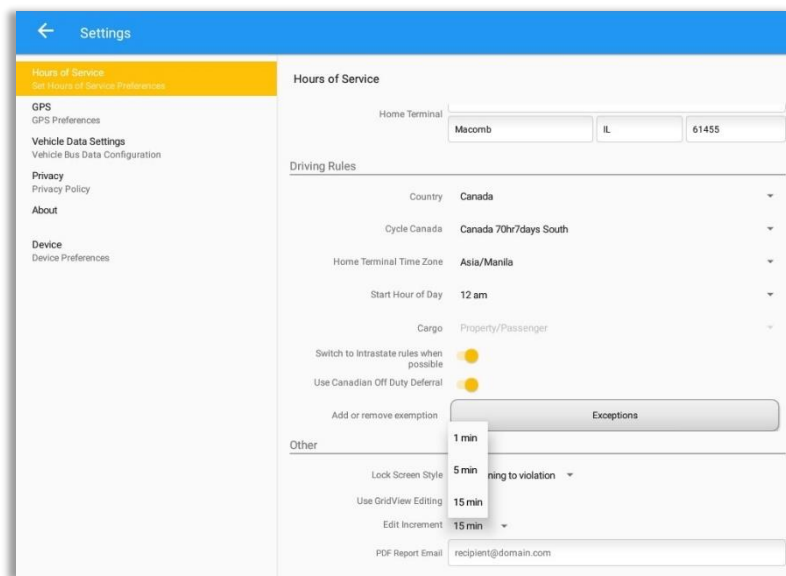 Settings
Hours of Service
Set Hours of Service Preferences
GPS
GPS Preferences
Vehicle Data Settings
Vehicle Bus Data Configuration
Privacy
Privacy Policy
About
Device
Device Preferences
Hours of Service
Home Terminal
Macomb IL 61455
Driving Rules
Country Canada
Cycle Canada Canada 70hr7days South
Home Terminal Time Zone Asia/Manila
Start Hour of Day 12 am
Cargo Property/Passenger
Switch to Intrastate rules when
possible
Use Canadian Off Duty Deferral
Add or remove exemption Exceptions
1 min
Other
Lock Screen Style 5 min to violation
Use GridView Editing 15 min
Edit Increment 15 min
PDF Report Email recipient@domain.com